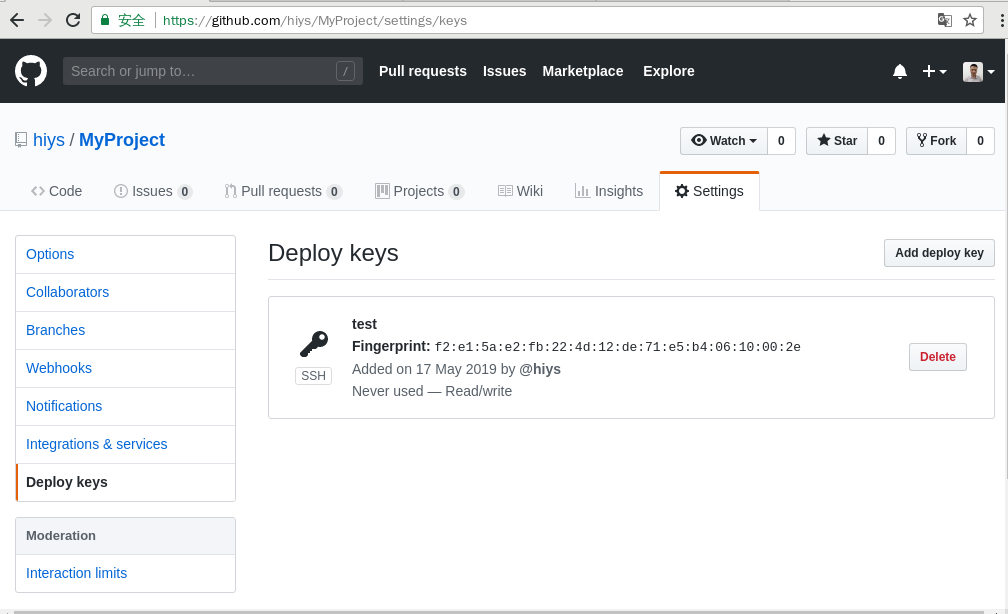 安全 https://github.com/hiys/MyProject/settings/keys
Search or jump to… / Pull requests Issues Marketplace Explore
hiys / MyProject Watch 0 Star 0 Fork 0
Code Issues 0 Pull requests 0 Projects 0 Wiki Insights Settings
Options
Collaborators
Branches
Webhooks
Notifications
Integrations & services
Deploy keys
Moderation
Interaction limits
Deploy keys Add deploy key
test
Fingerprint: f2:e1:5a:e2:fb:22:4d:12:de:71:e5:b4:06:10:00:2e
SSH Added on 17 May 2019 by @hiys
Never used — Read/write
Delete